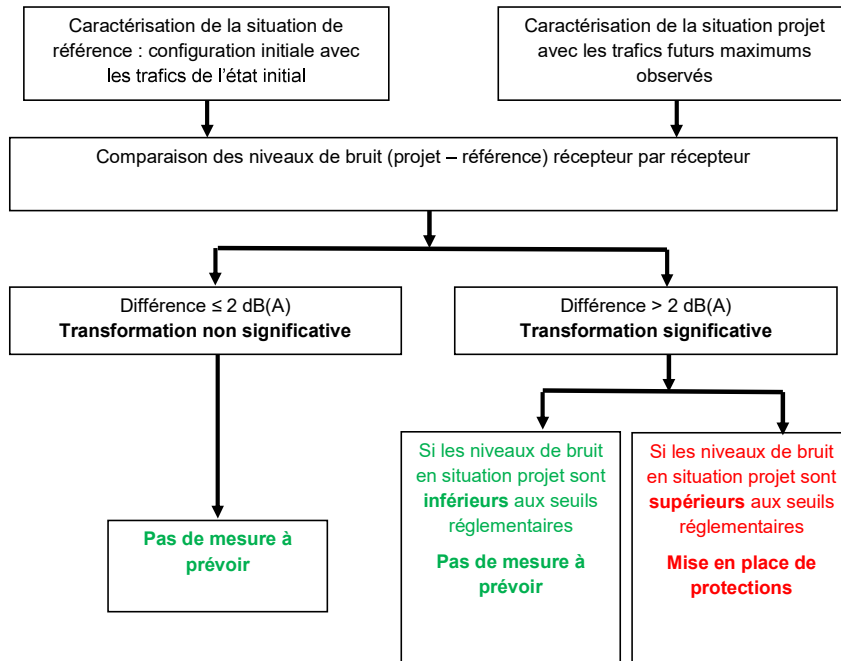 Caractérisation de la situation de
référence : configuration initiale avec
les trafics de l'état initial
Caractérisation de la situation projet
avec les trafics futurs maximums
observés
Comparaison des niveaux de bruit (projet – référence) récepteur par récepteur
Différence ≤ 2 dB(A)
Transformation non significative
Différence > 2 dB(A)
Transformation significative
Pas de mesure à
prévoir
Si les niveaux de bruit
en situation projet sont
inférieurs aux seuils
réglementaires
Pas de mesure à
prévoir
Si les niveaux de bruit
en situation projet sont
supérieurs aux seuils
réglementaires
Mise en place de
protections